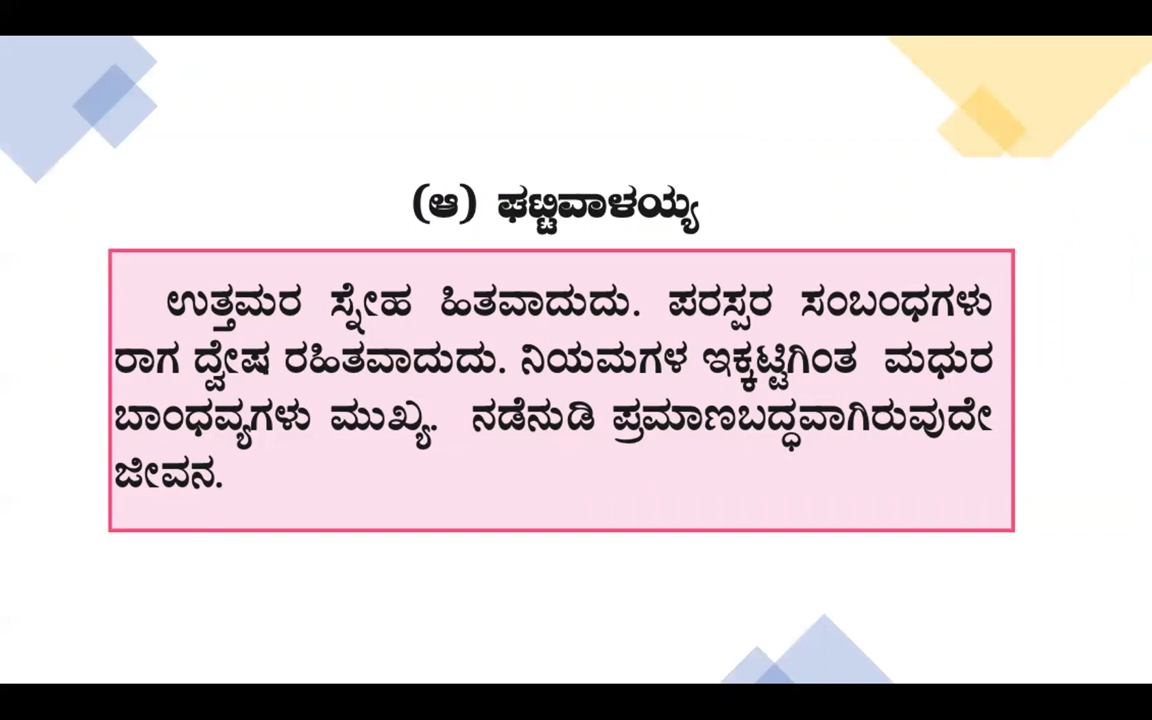 (ಆ) ಘಟ್ಟಿವಾಳಯ್ಯ
ಉತ್ತಮರ ಸ್ನೇಹ ಹಿತವಾದುದು. ಪರಸ್ಪರ ಸಂಬಂಧಗಳು
ರಾಗ ದ್ವೇಷ ರಹಿತವಾದುದು. ನಿಯಮಗಳ ಇಕ್ಕಟ್ಟಿಗಿಂತ ಮಧುರ
ಬಾಂಧವ್ಯಗಳು ಮುಖ್ಯ. ನಡೆನುಡಿ ಪ್ರಮಾಣಬದ್ಧವಾಗಿರುವುದೇ
ಜೀವನ.